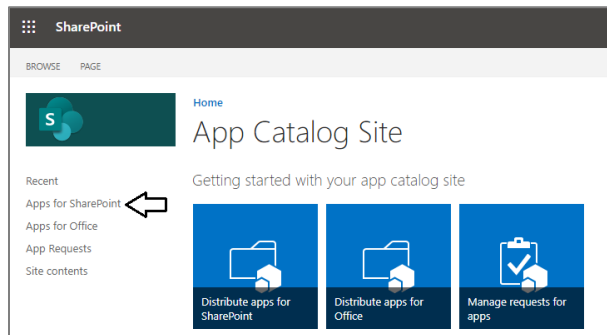 SharePoint
BROWSE PAGE
S
Home
App Catalog Site
Recent
Apps for SharePoint
Apps for Office
App Requests
Site contents
Getting started with your app catalog site
Distribute apps for
SharePoint
Distribute apps for
Office
Manage requests for
apps